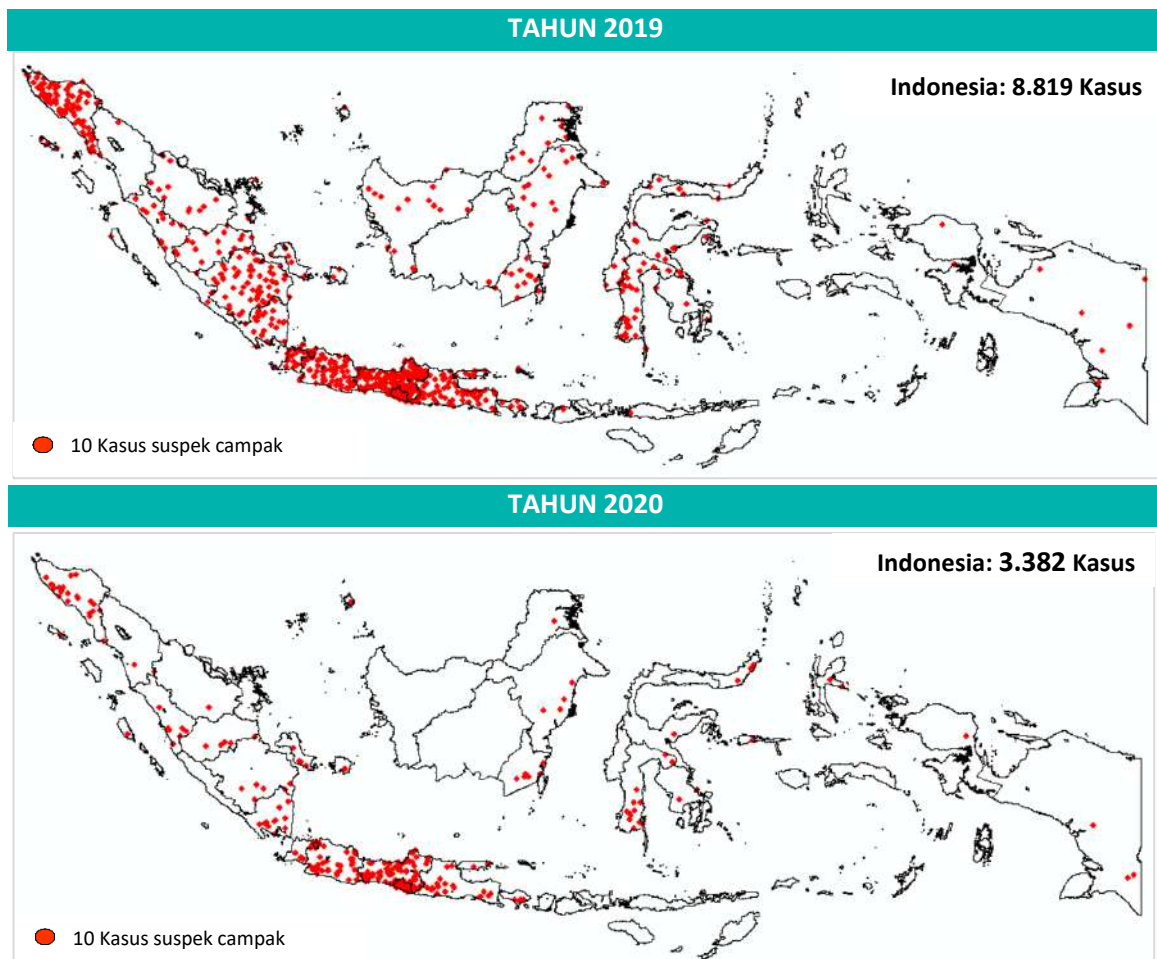 TAHUN 2019
Indonesia: 8.819 Kasus
10 Kasus suspek campak
TAHUN 2020
Indonesia: 3.382 Kasus
10 Kasus suspek campak